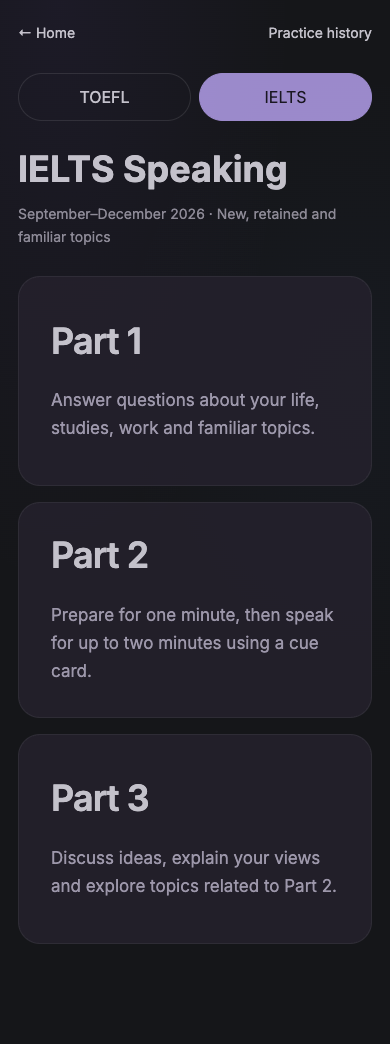 ← Home
Practice history
TOEFL
IELTS
IELTS Speaking
September–December 2026 · New, retained and
familiar topics
Part 1
Answer questions about your life,
studies, work and familiar topics.
Part 2
Prepare for one minute, then speak
for up to two minutes using a cue
card.
Part 3
Discuss ideas, explain your views
and explore topics related to Part 2.